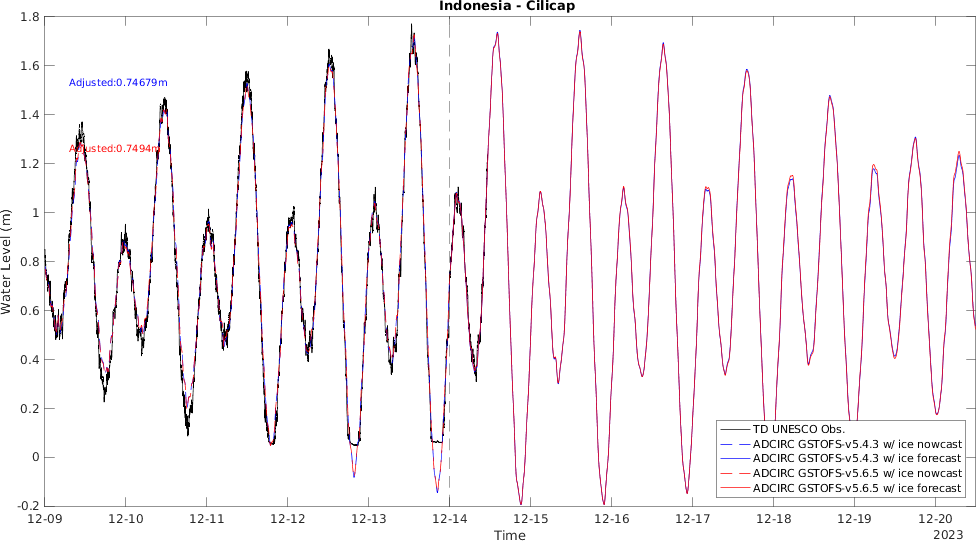 Indonesia - Cilicap
1.8
1.6
1.4
1.2
1
0.8
0.6
0.4
0.2
0
-0.2
Water Level (m)
Adjusted:0.74679m
Adjusted:0.7494m
TD UNESCO Obs.
ADCIRC GSTOFS-v5.4.3 w/ ice nowcast
ADCIRC GSTOFS-v5.4.3 w/ ice forecast
ADCIRC GSTOFS-v5.6.5 w/ ice nowcast
ADCIRC GSTOFS-v5.6.5 w/ ice forecast
12-09 12-10 12-11 12-12 12-13 12-14 12-15 12-16 12-17 12-18 12-19 12-20
Time
2023